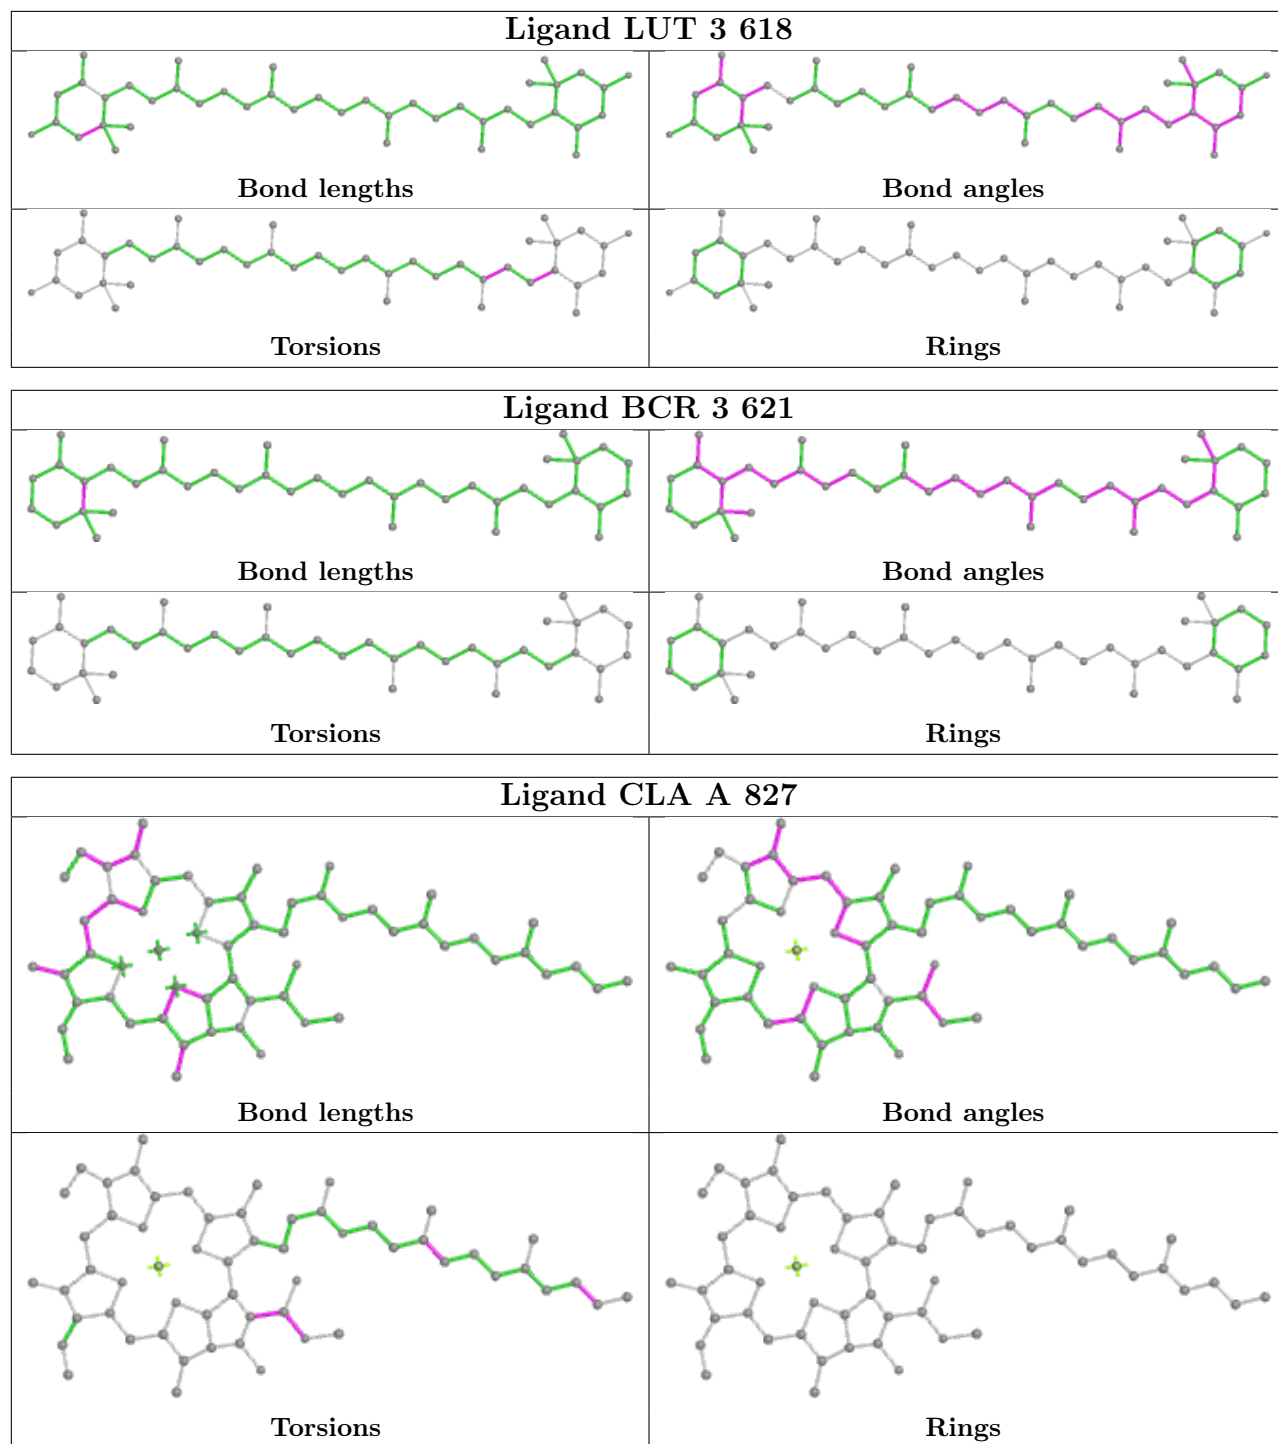 Ligand LUT 3 618
Bond lengths
Bond angles
Torsions
Rings
Ligand BCR 3 621
Bond lengths
Bond angles
Torsions
Rings
Ligand CLA A 827
Bond lengths
Bond angles
Torsions
Rings